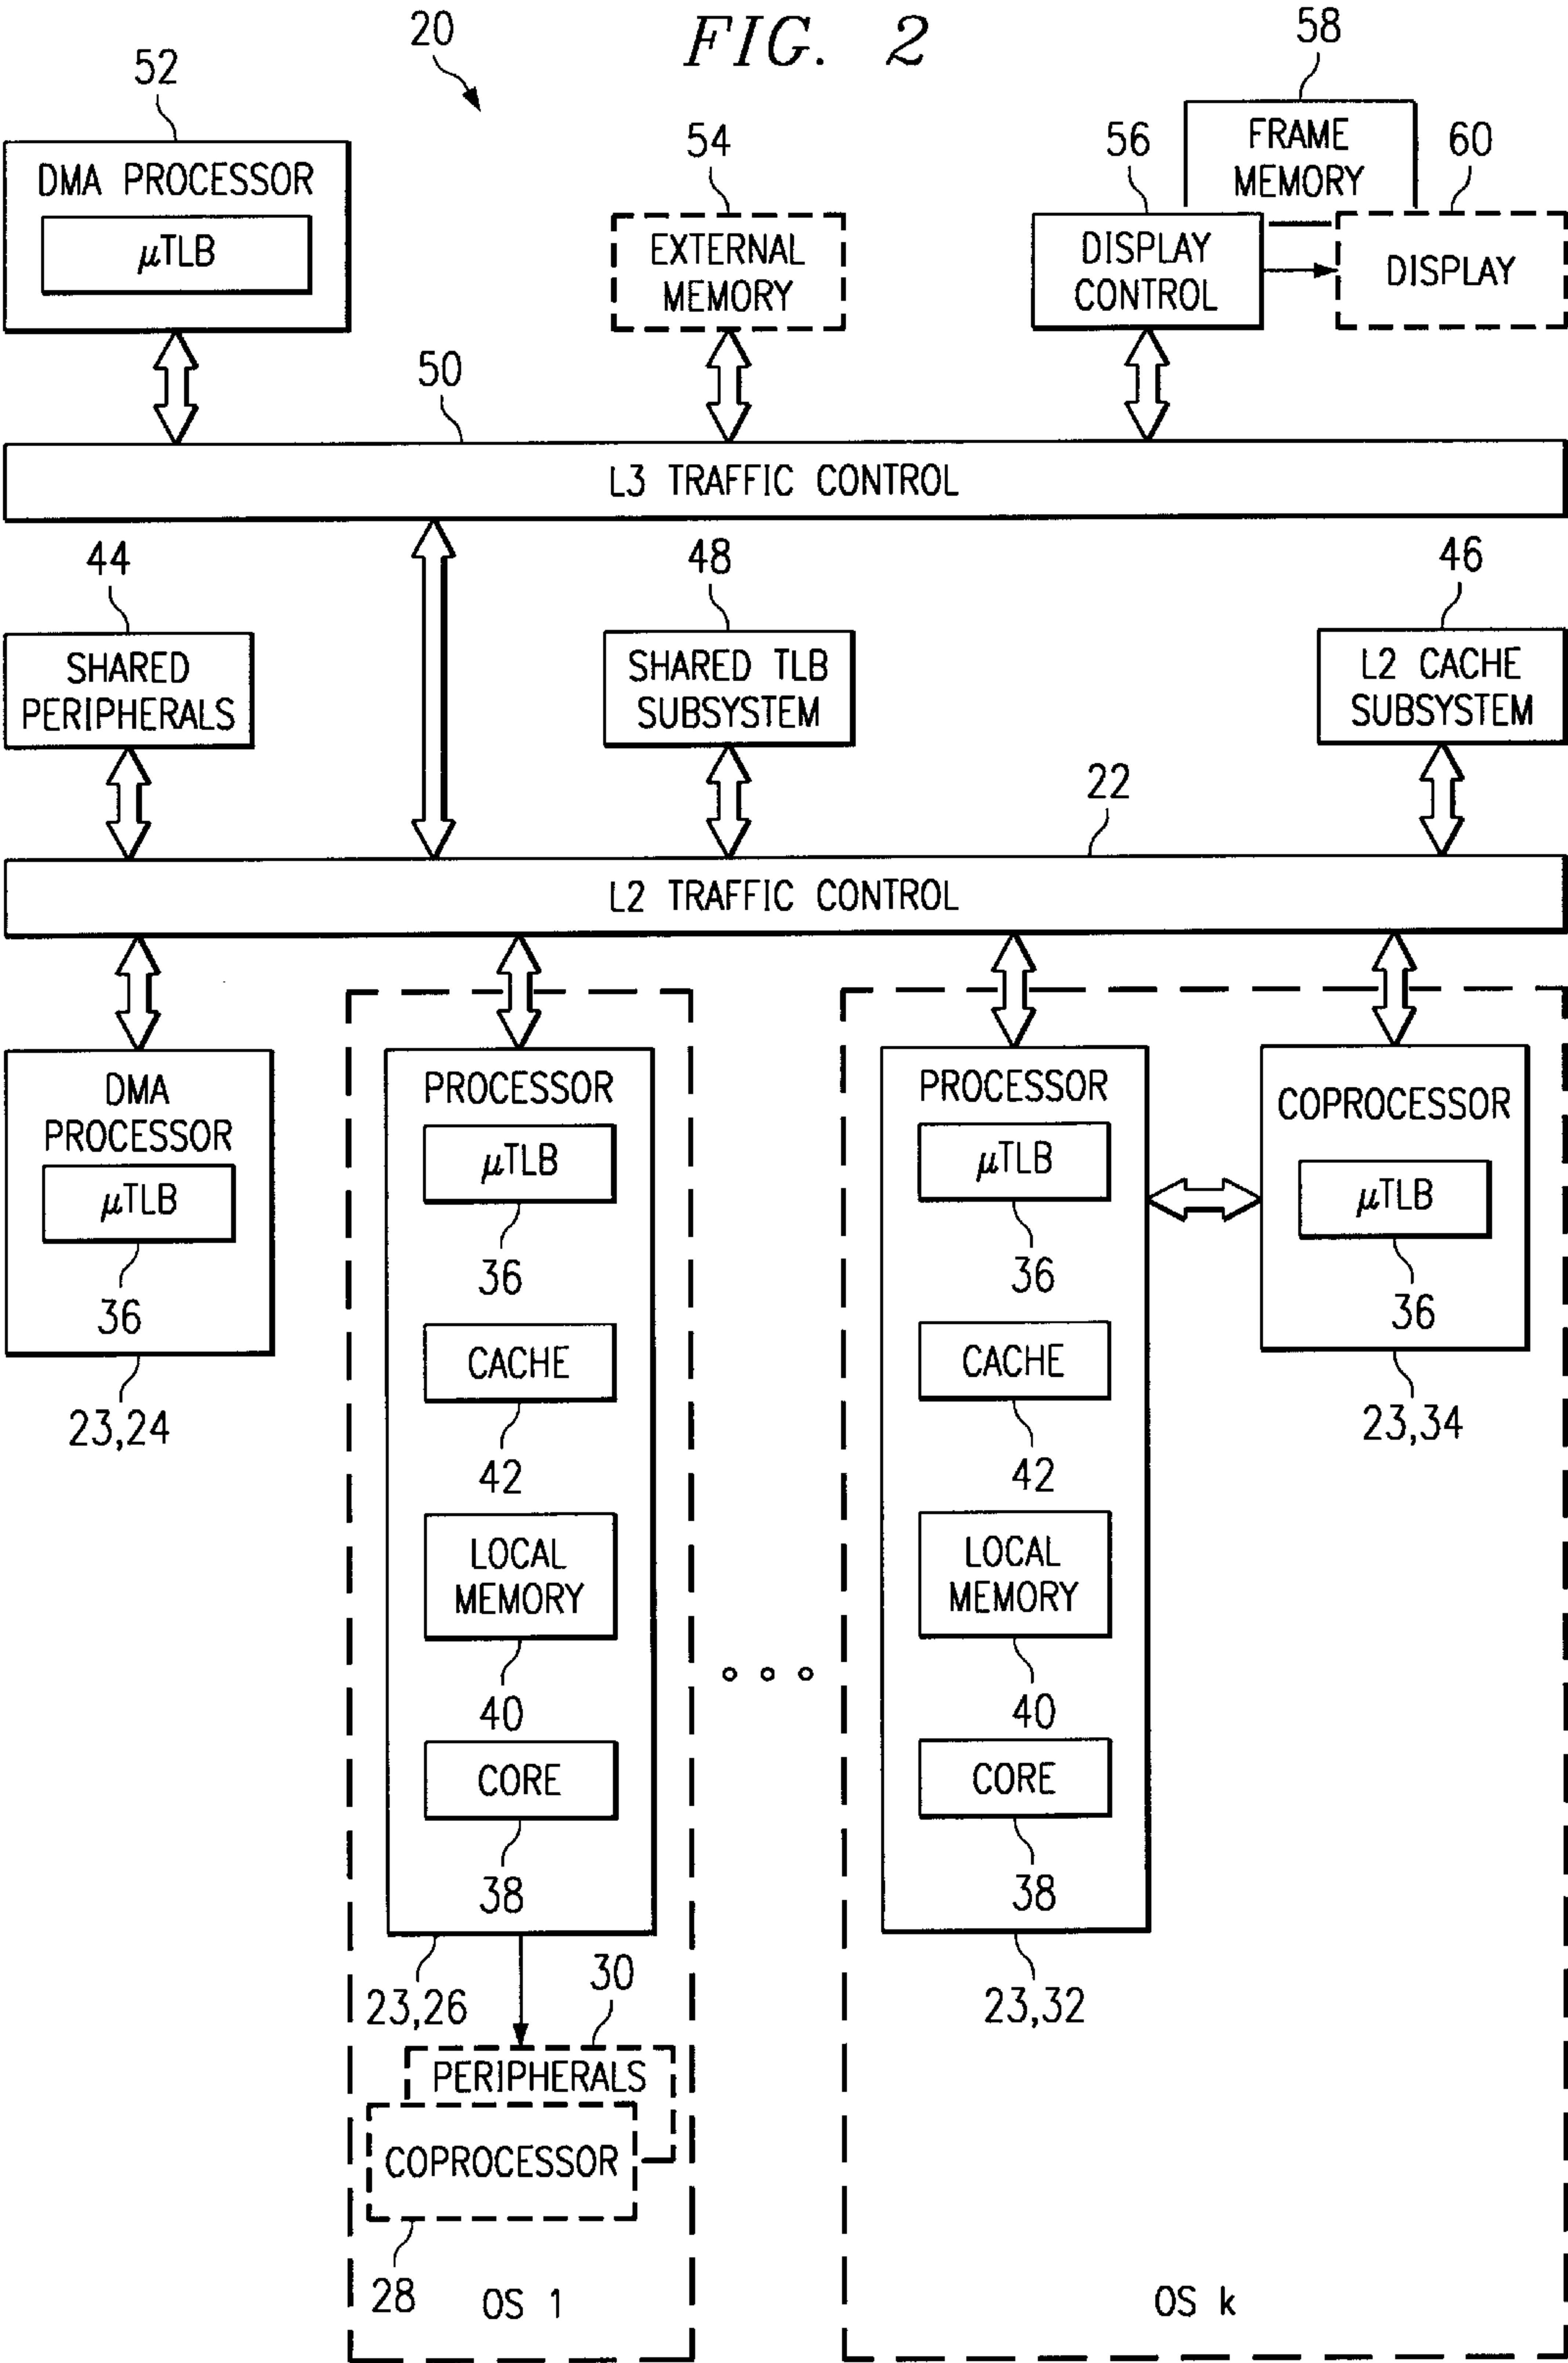 FIG. 2
20
58
52
54
56
60
DMA PROCESSOR
μTLB
EXTERNAL
MEMORY
FRAME
MEMORY
DISPLAY
CONTROL
DISPLAY
50
L3 TRAFFIC CONTROL
44
48
46
SHARED
PERIPHERALS
SHARED TLB
SUBSYSTEM
L2 CACHE
SUBSYSTEM
22
L2 TRAFFIC CONTROL
DMA
PROCESSOR
μTLB
36
23,24
PROCESSOR
μTLB
36
CACHE
42
LOCAL
MEMORY
40
CORE
38
23,26
30
PERIPHERALS
COPROCESSOR
28
OS 1
PROCESSOR
μTLB
36
CACHE
42
LOCAL
MEMORY
40
CORE
38
23,32
COPROCESSOR
μTLB
36
23,34
OS k